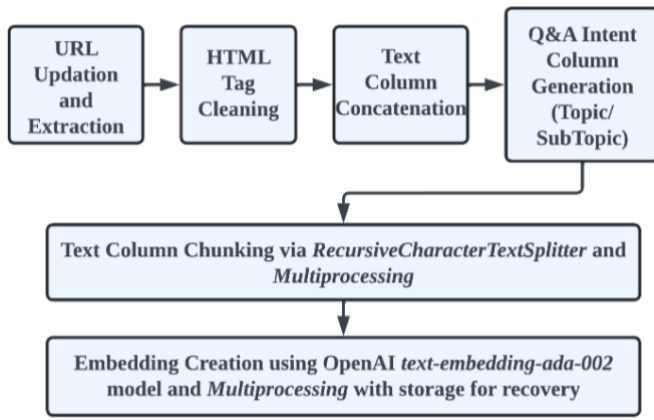 URL
Updation
and
Extraction
HTML
Tag
Cleaning
Text
Column
Concatenation
Q&A Intent
Column
Generation
(Topic/
SubTopic)
Text Column Chunking via RecursiveCharacterTextSplitter and
Multiprocessing
Embedding Creation using OpenAI text-embedding-ada-002
model and Multiprocessing with storage for recovery